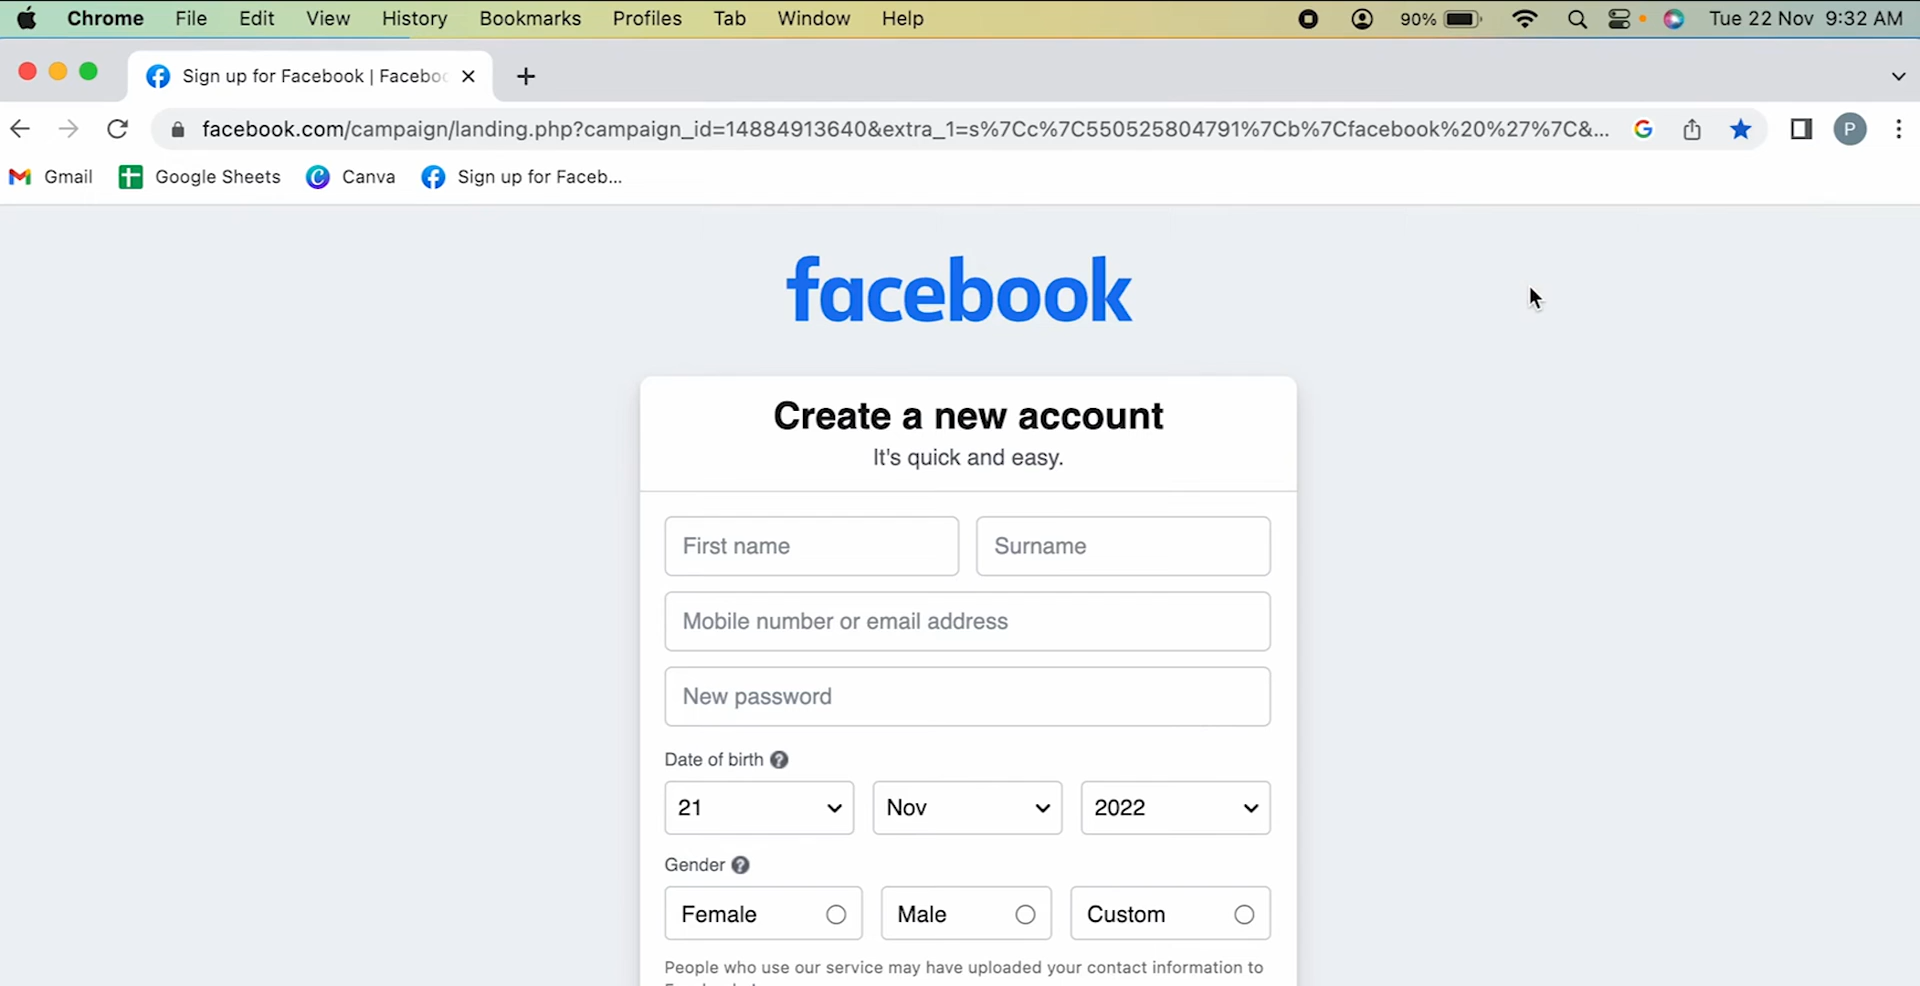 Chrome File Edit View History Bookmarks Profiles Tab Window Help 90% Tue 22 Nov 9:32 AM
Sign up for Facebook | Facebo
facebook.com/campaign/landing.php?campaign_id=14884913640&extra_1=s%7Cc%7C550525804791%7Cb%7Cfacebook%20%27%7C&... G P
Gmail Google Sheets Canva Sign up for Faceb...
facebook
Create a new account
It's quick and easy.
First name Surname
Mobile number or email address
New password
Date of birth ?
21 Nov 2022
Gender ?
Female Male Custom
People who use our service may have uploaded your contact information to